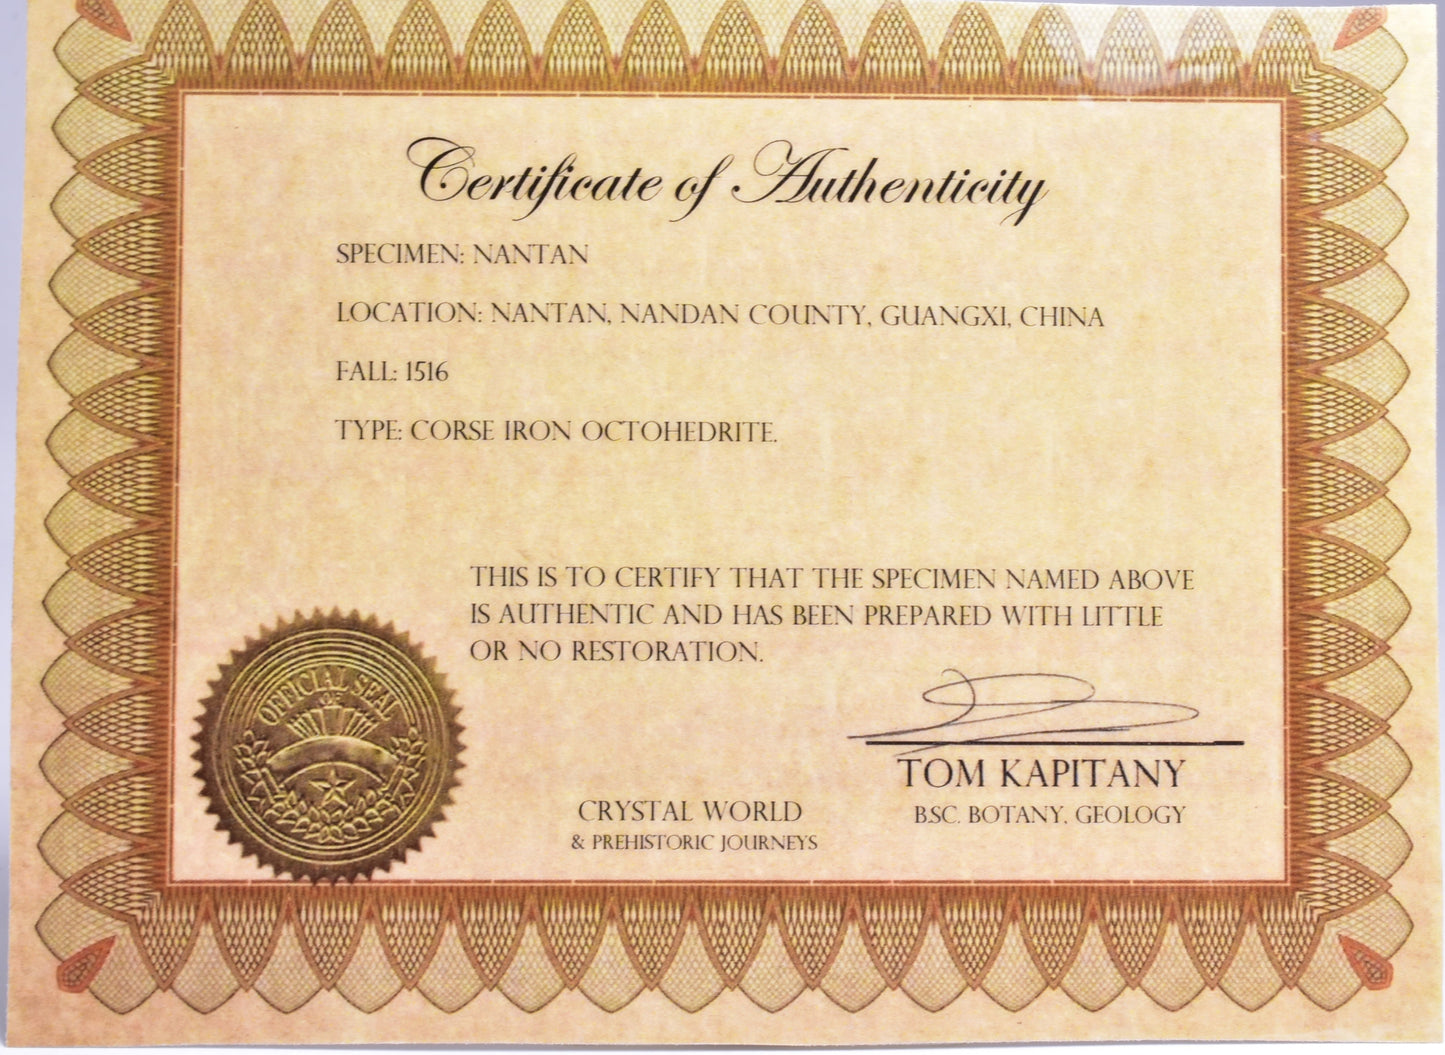 Certificate of Authenticity
SPECIMEN: NANTAN
LOCATION: NANTAN, NANDAN COUNTY, GUANGXI, CHINA
FALL: 1516
TYPE: CORSE IRON OCTOHEDRITE.
THIS IS TO CERTIFY THAT THE SPECIMEN NAMED ABOVE
IS AUTHENTIC AND HAS BEEN PREPARED WITH LITTLE
OR NO RESTORATION.
OFFICIAL SEAL
OF
TOM KAPITANY
B.SC. BOTANY, GEOLOGY
CRYSTAL WORLD
& PREHISTORIC JOURNEYS